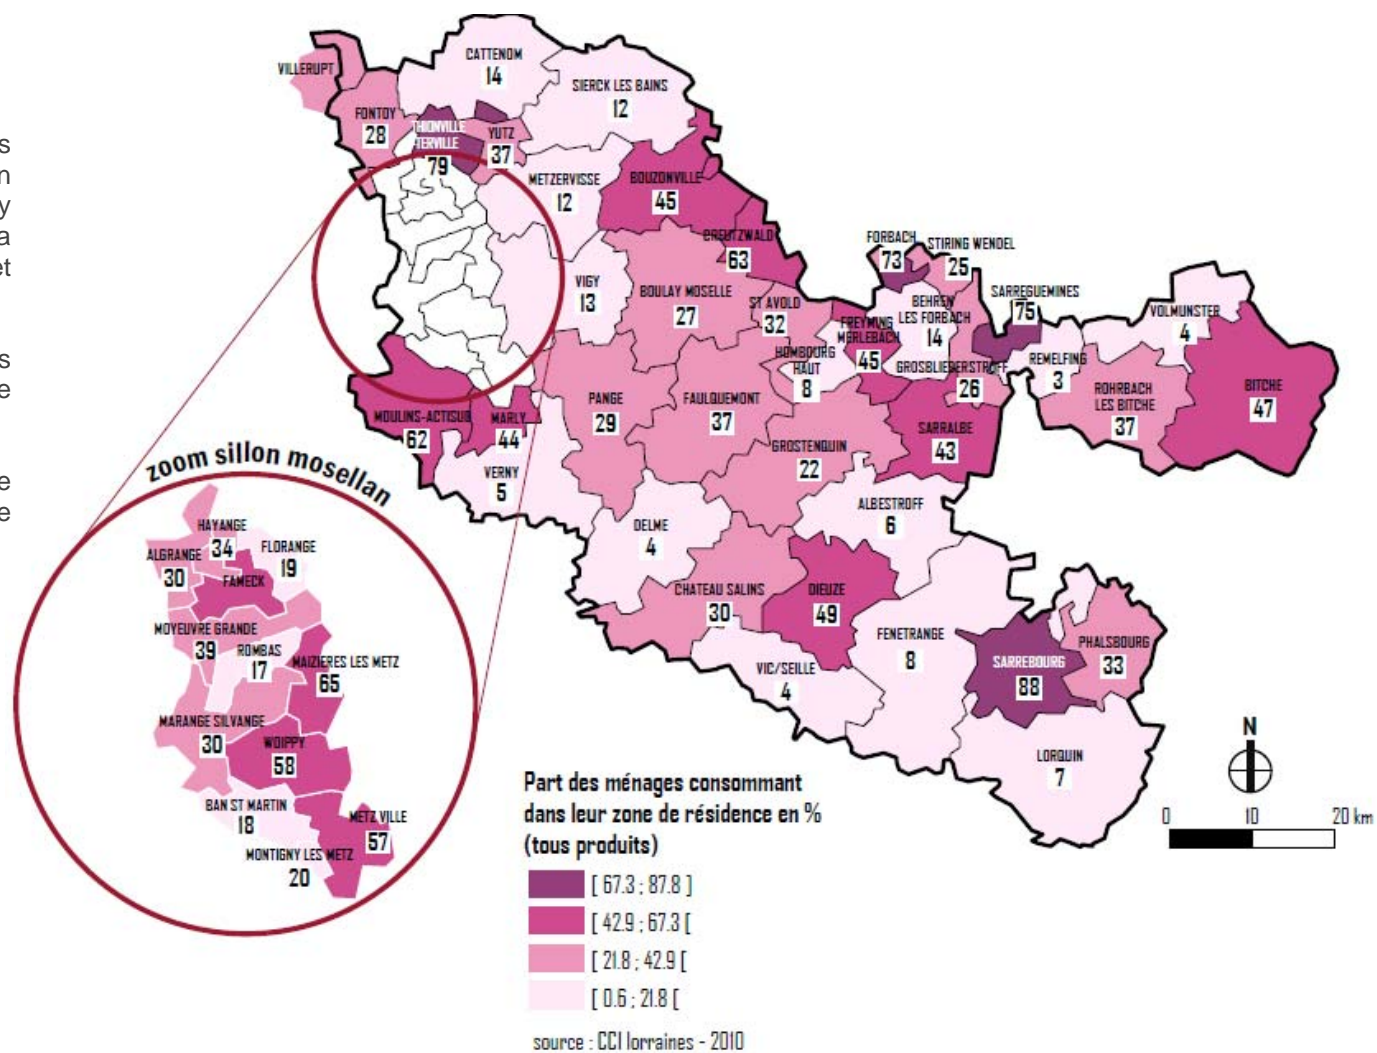 s
n
y
a
et
s
e
e
e
VILLERUPT
CATTENOM
14
SIERCK LES BAINS
12
FONTOY
28
THIONVILLE
TERVILLE
79
YUTZ
37
METZERVISSE
12
BOUZONVILLE
45
CREUTZWALD
63
FORBACH
73
STIRING WENDEL
25
SARREGUEMINES
75
VIGY
13
BOULAY MOSELLE
27
ST AVOLD
32
FREYMING
MERLEBACH
45
BEHREN
LES FORBACH
14
VOLMUNSTER
4
HOMBOURG
HAUT
8
GROSBLIEDERSTROFF
26
REMELFING
3
ROHRBACH
LES BITCHE
37
BITCHE
47
MOULINS-ACTISUD
62
MARLY
44
PANGE
29
FAULQUEMONT
37
SARRALBE
43
GROSTENQUIN
22
VERNY
5
ALBESTROFF
6
DELME
4
CHATEAU SALINS
30
DIEUZE
49
FENETRANGE
8
PHALSBOURG
33
SARREBOURG
88
VIC/SEILLE
4
LORQUIN
7
zoom sillon mosellan
HAYANGE
34
FLORANGE
19
ALGRANGE
30
FAMECK
MOYEUVRE GRANDE
39
ROMBAS
17
MAIZIERES LES METZ
65
MARANGE SILVANGE
30
WOIPPY
58
BAN ST MARTIN
18
METZ VILLE
57
MONTIGNY LES METZ
20
N
0 10 20 km
Part des ménages consommant
dans leur zone de résidence en %
(tous produits)
[ 67.3 ; 87.8 ]
[ 42.9 ; 67.3 [
[ 21.8 ; 42.9 [
[ 0.6 ; 21.8 [
source : CCI lorraines - 2010